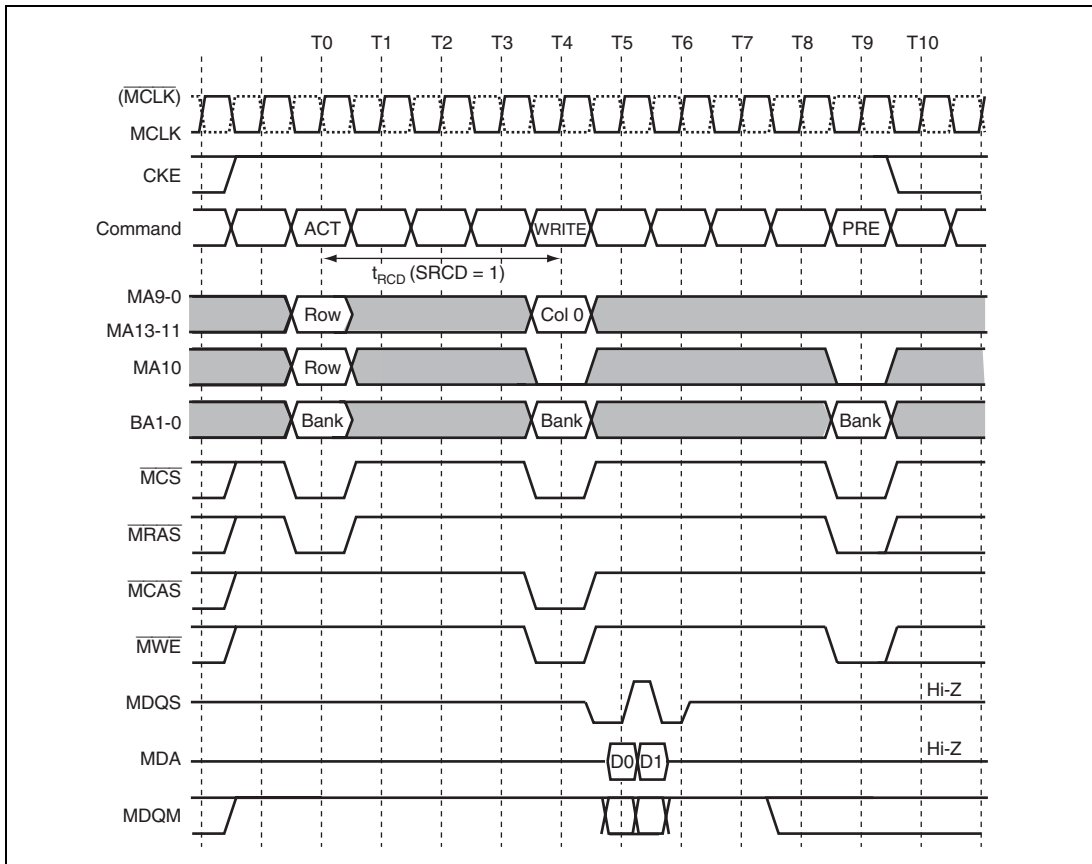 T0 T1 T2 T3 T4 T5 T6 T7 T8 T9 T10
(MCLK)
MCLK
CKE
Command ACT WRITE PRE
tRCD (SRCD = 1)
MA9-0
MA13-11
Row Col 0
MA10 Row
BA1-0 Bank Bank Bank
MCS
MRAS
MCAS
MWE
MDQS Hi-Z
MDA D0 D1 Hi-Z
MDQM